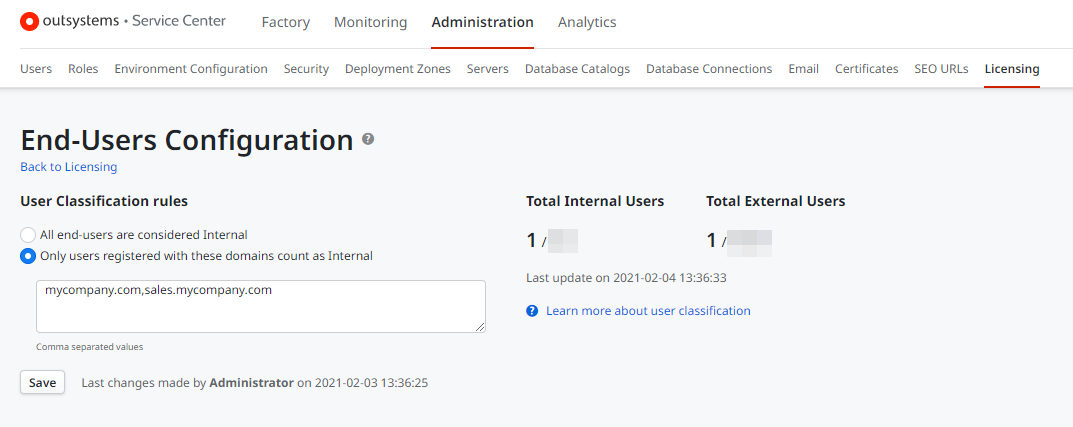 outsystems • Service Center Factory Monitoring Administration Analytics
Users Roles Environment Configuration Security Deployment Zones Servers Database Catalogs Database Connections Email Certificates SEO URLs Licensing
End-Users Configuration ?
Back to Licensing
User Classification rules
All end-users are considered Internal
Only users registered with these domains count as Internal
mycompany.com,sales.mycompany.com
Comma separated values
Save Last changes made by Administrator on 2021-02-03 13:36:25
Total Internal Users Total External Users
1 / 1 /
Last update on 2021-02-04 13:36:33
? Learn more about user classification